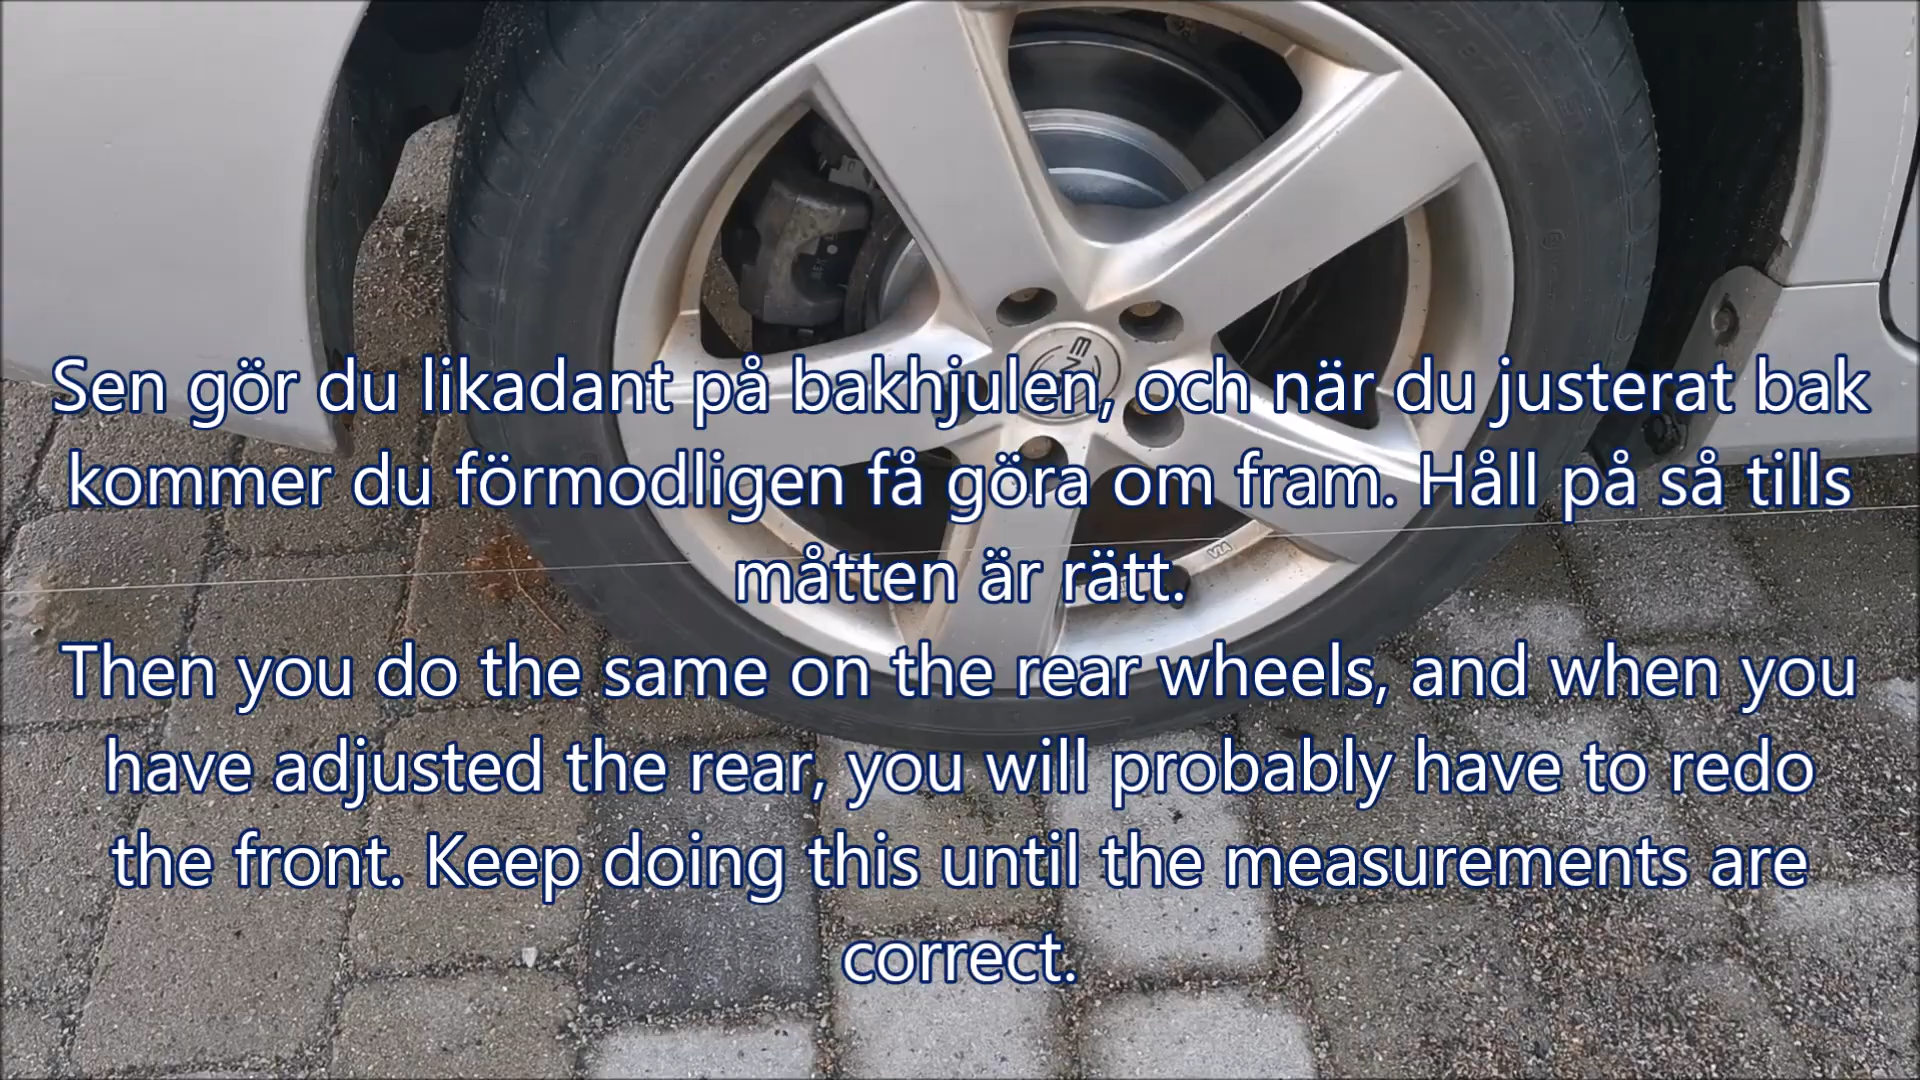 Sen gör du likadant på bakhjulen, och när du justerat bak
kommer du förmodligen få göra om fram. Håll på så tills
måtten är rätt.
Then you do the same on the rear wheels, and when you
have adjusted the rear, you will probably have to redo
the front. Keep doing this until the measurements are
correct.
VIA